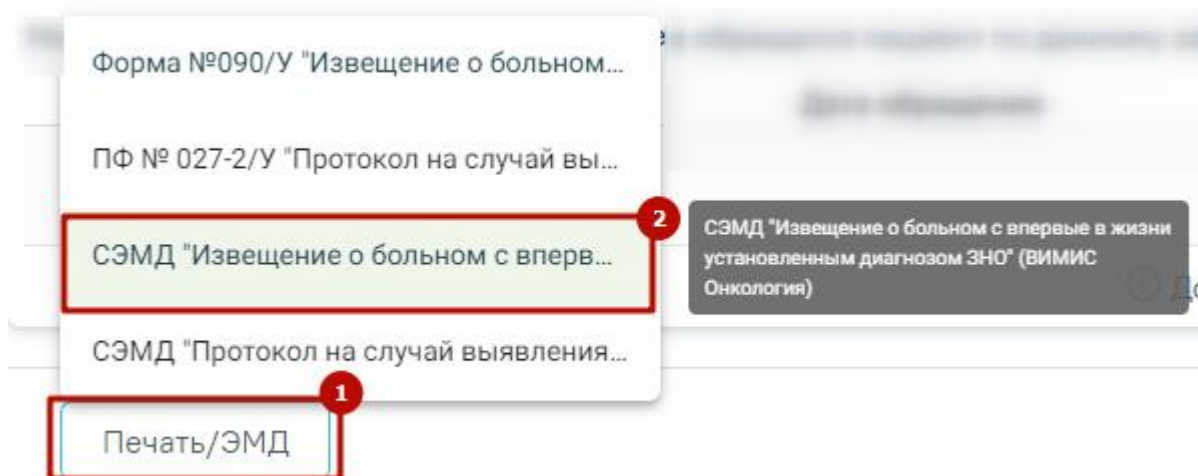 Форма №090/У "Извещение о больном...
ПФ № 027-2/У "Протокол на случай вы...
2
СЭМД "Извещение о больном с вперв...
СЭМД "Извещение о больном с впервые в жизни
установленным диагнозом ЗНО" (ВИМИС
Онкология)
СЭМД "Протокол на случай выявления...
1
Печать/ЭМД